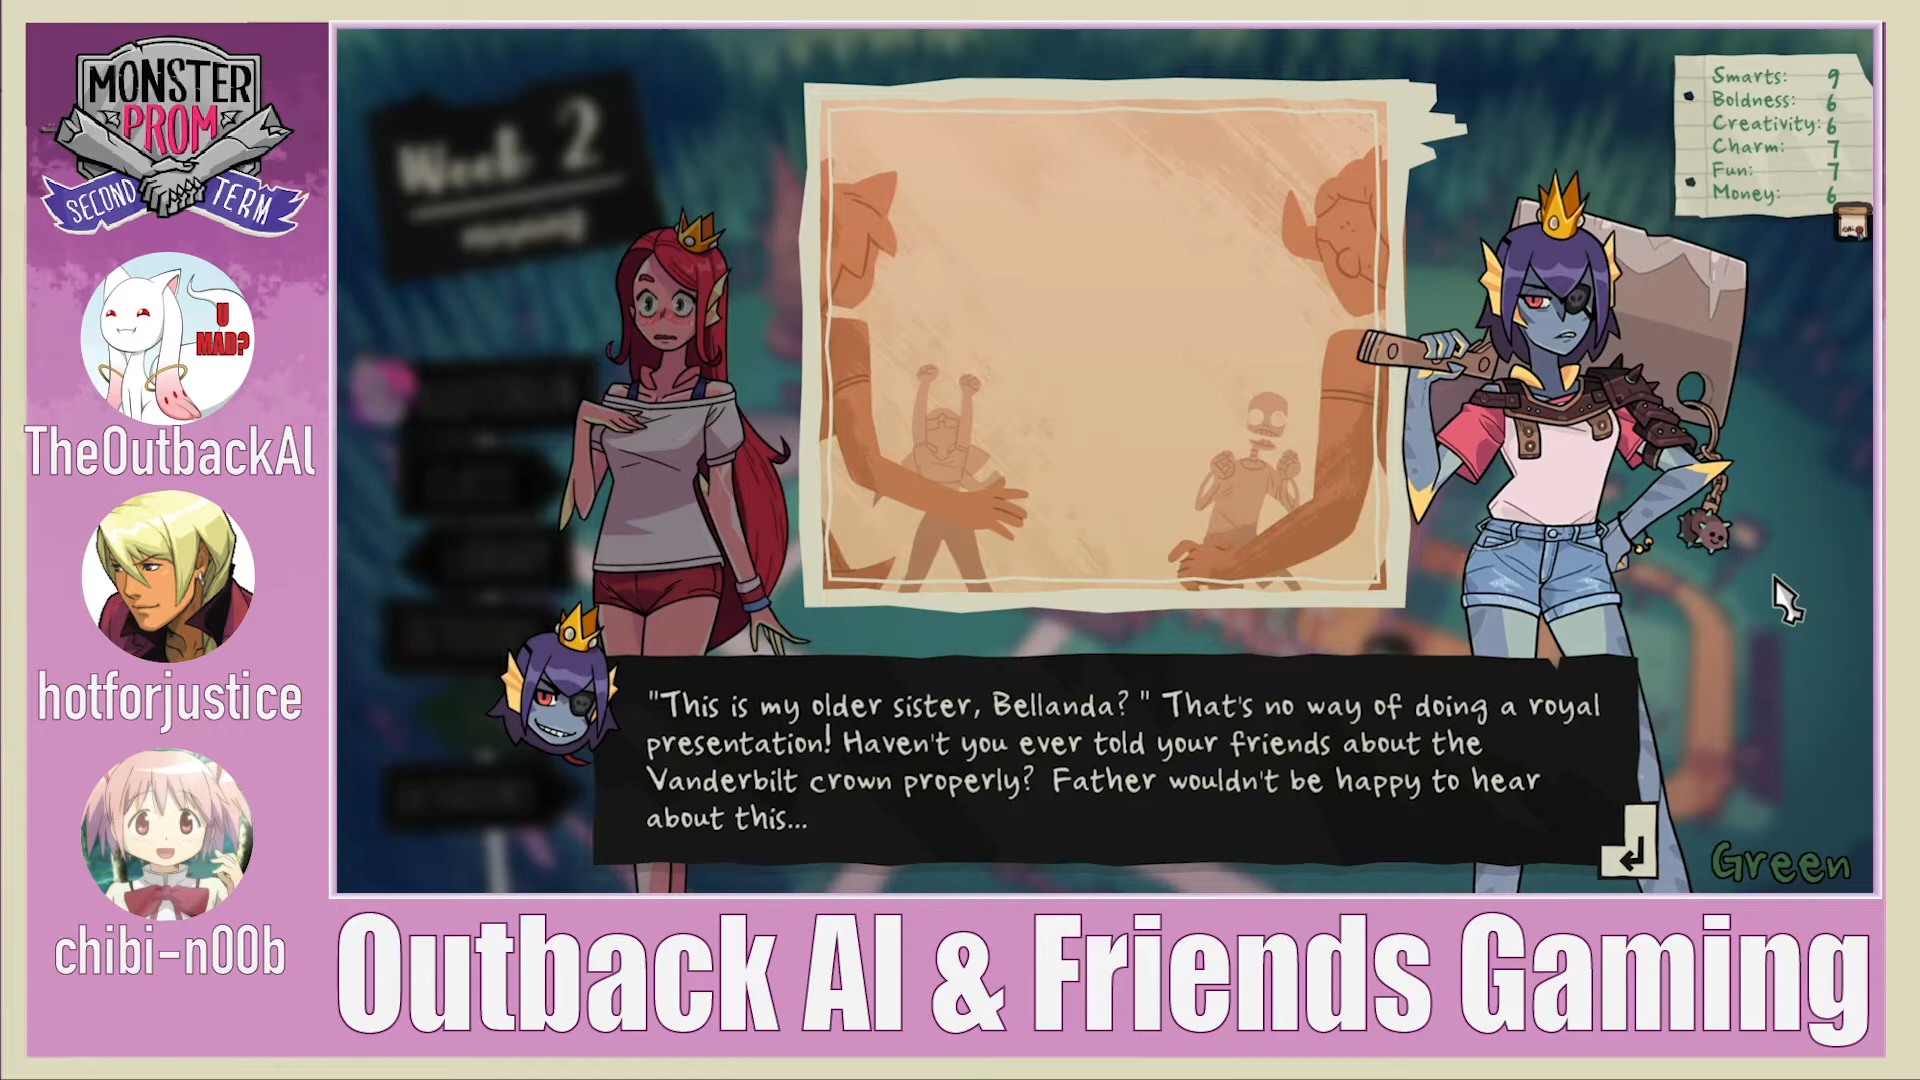 MONSTER
PROM
SECOND TERM
U
MAD?
TheOutbackAl
hotforjustice
chibi-n00b
Week 2
Smarts: 9
Boldness: 6
Creativity: 6
Charm: 7
Fun: 7
Money: 6
"This is my older sister, Bellanda? " That's no way of doing a royal
presentation! Haven't you ever told your friends about the
Vanderbilt crown properly? Father wouldn't be happy to hear
about this...
Green
Outback Al & Friends Gaming